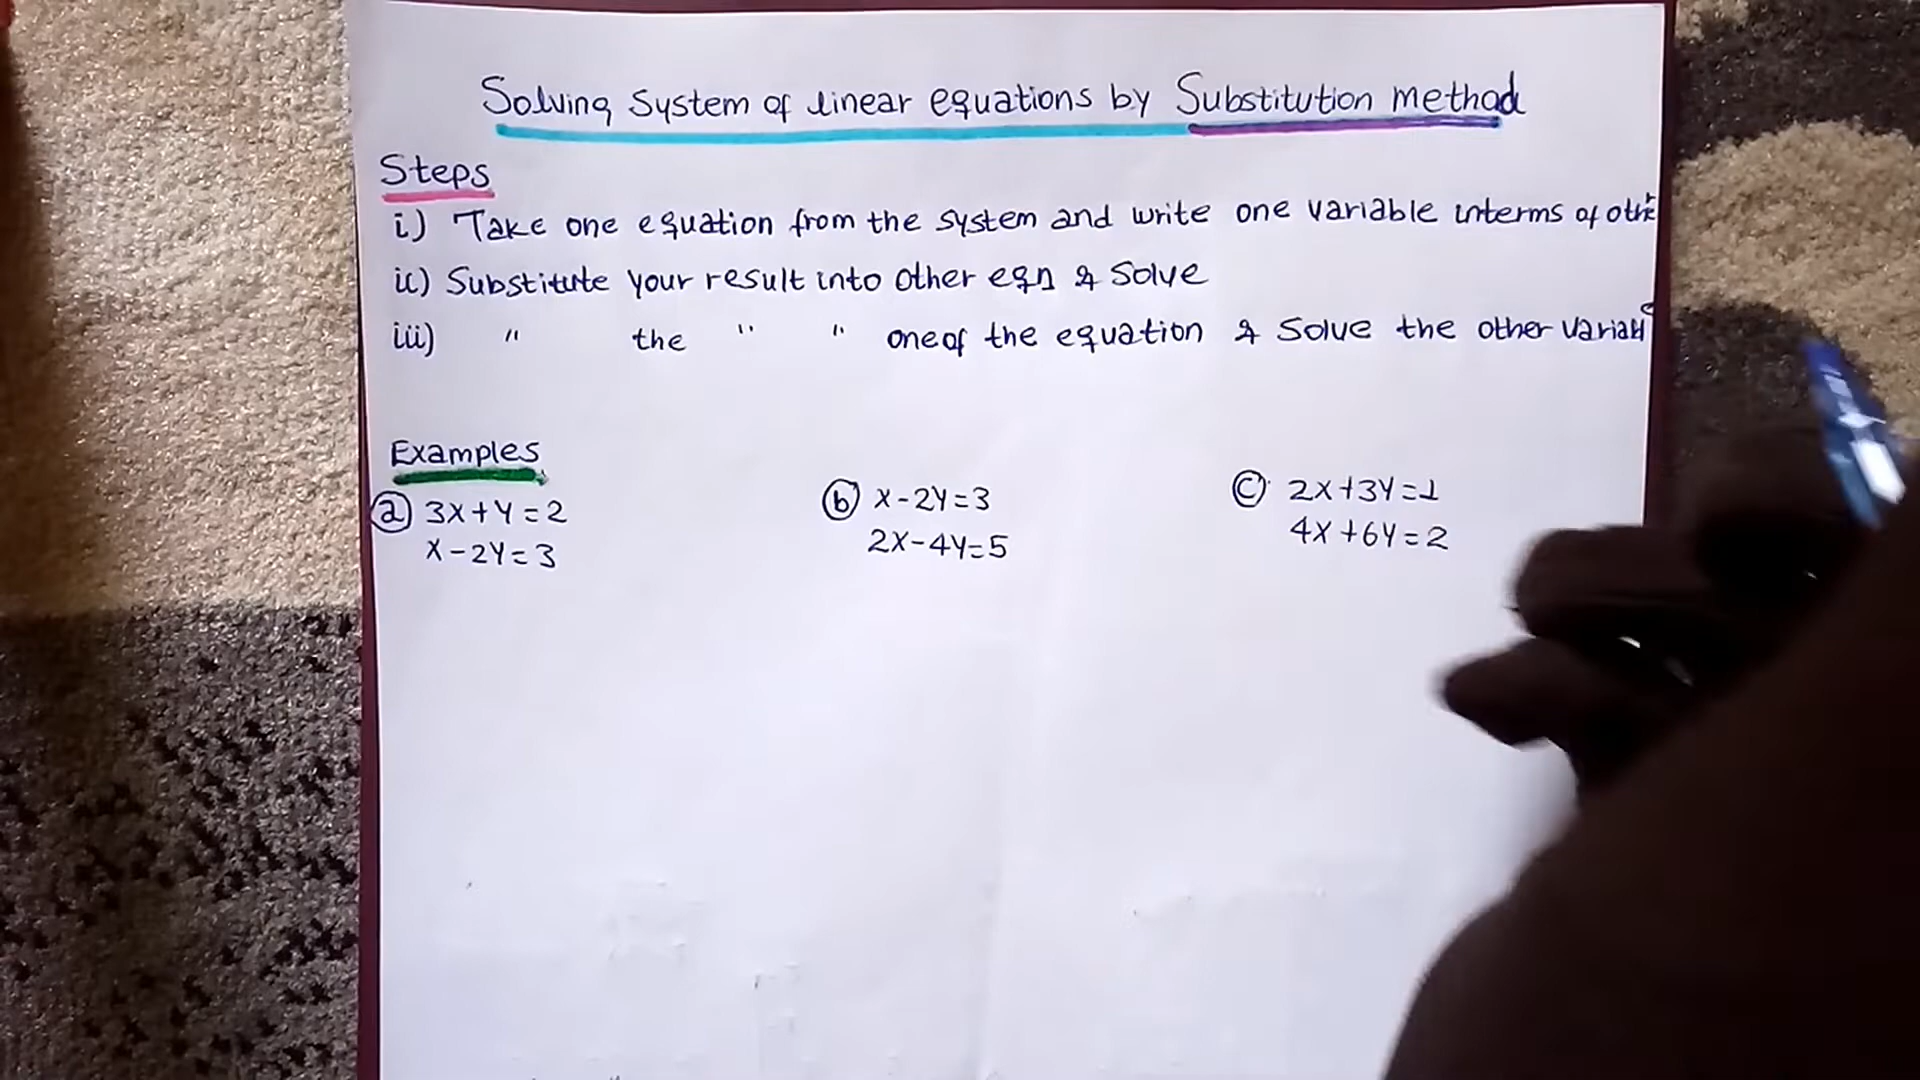 Solving System of linear equations by Substitution method
Steps
i) Take one equation from the system and write one variable interms of othe
ii) Substitute your result into other eqn & Solve
iii) " the " " one of the equation & Solve the other variabl
Examples
(a) 3x+y=2
x-2y=3
(b) x-2y=3
2x-4y=5
(c) 2x+3y=1
4x+6y=2